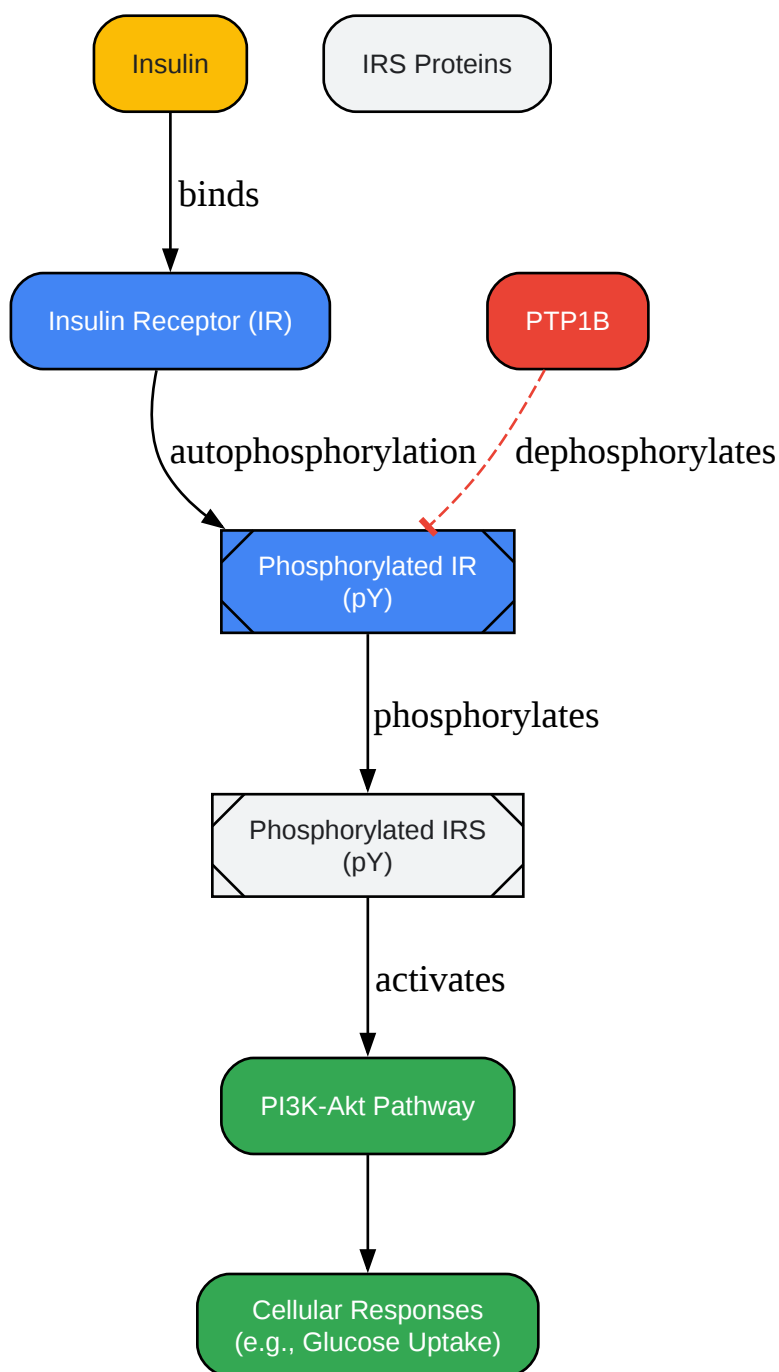 Insulin
IRS Proteins
binds
Insulin Receptor (IR)
PTP1B
autophosphorylation
dephosphorylates
Phosphorylated IR
(pY)
phosphorylates
Phosphorylated IRS
(pY)
activates
PI3K-Akt Pathway
Cellular Responses
(e.g., Glucose Uptake)